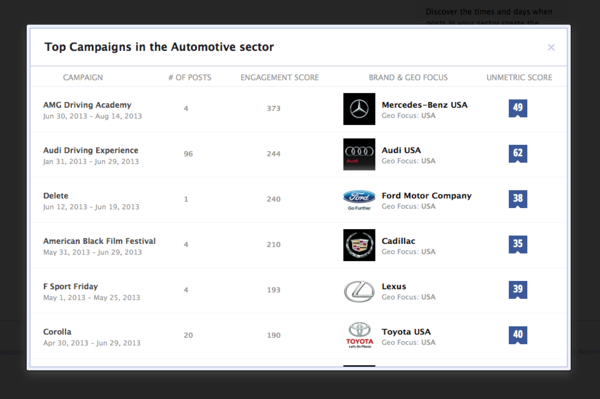 Discover the times and days when
Top Campaigns in the Automotive sector ×
CAMPAIGN # OF POSTS ENGAGEMENT SCORE BRAND & GEO FOCUS UNMETRIC SCORE
AMG Driving Academy 4 373 Mercedes-Benz USA 49
Jun 30, 2013 - Aug 14, 2013 Geo Focus: USA
Audi Driving Experience 96 244 Audi Audi USA 62
Jan 31, 2013 - Jun 29, 2013 Geo Focus: USA
Delete 1 240 Ford Go Further Ford Motor Company 38
Jun 12, 2013 - Jun 19, 2013 Geo Focus: USA
American Black Film Festival 4 210 Cadillac 35
May 31, 2013 - Jun 29, 2013 Geo Focus: USA
F Sport Friday 4 193 Lexus 39
May 1, 2013 - May 25, 2013 Geo Focus: USA
Corolla 20 190 TOYOTA Toyota USA 40
Apr 30, 2013 - Jun 29, 2013 Let's Go Places Geo Focus: USA